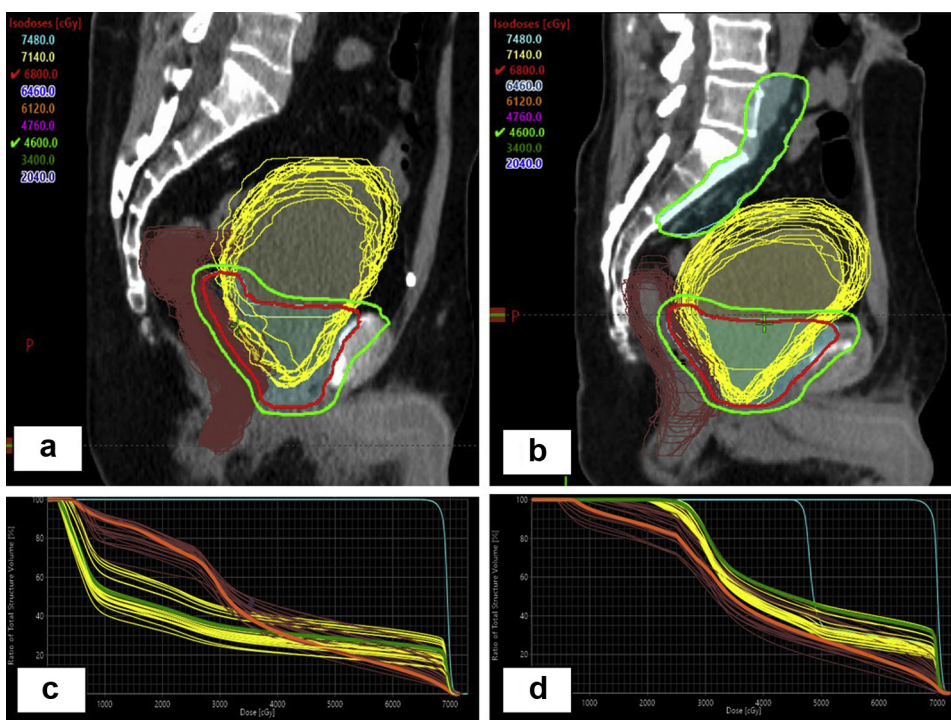 Isodoses [cGy]
7480.0
7140.0
✔ 6800.0
6460.0
6120.0
4760.0
✔ 4600.0
3400.0
2040.0
P
a
Isodoses [cGy]
7480.0
7140.0
✔ 6800.0
6460.0
6120.0
4760.0
✔ 4600.0
3400.0
2040.0
P
b
Ratio of Total Structure Volume [%]
100
80
60
40
20
1000 2000 3000 4000 5000 6000 7000
Dose [cGy]
c
Ratio of Total Structure Volume [%]
100
80
60
40
20
1000 2000 3000 4000 5000 6000 7000
Dose [cGy]
d